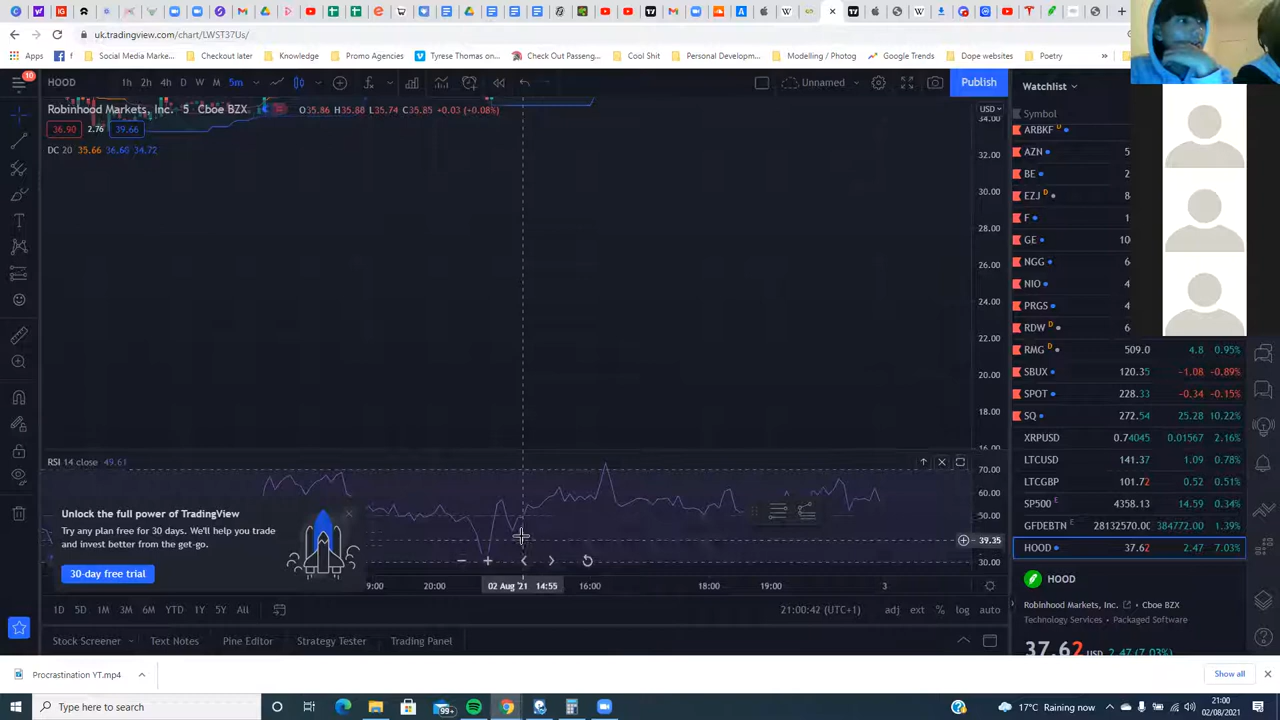 uk.tradingview.com/chart/LWST37Us/
Apps
Social Media Marke...
Clients
Later Down
Knowledge
Promo Agencies
Tyrese Thomas on...
Check Out Passeng...
Cool Shit
Personal Developm...
Modelling / Photog
Google Trends
Dope websites
Poetry
10
HOOD
1h 2h 4h D W M 5m
Unnamed
Publish
Robinhood Markets, Inc. 5 Cboe BZX
O35.86 H35.88 L35.74 C35.85 +0.03 (+0.08%)
36.90 2.76 39.66
DC 20 35.66 36.60 34.72
USD
34.00
32.00
30.00
28.00
26.00
24.00
22.00
20.00
18.00
16.00
RSI 14 close 49.61
70.00
60.00
50.00
39.35
30.00
Unlock the full power of TradingView
Try any plan free for 30 days. We'll help you trade
and invest better from the get-go.
30-day free trial
9:00 20:00 02 Aug '21 14:55 16:00 18:00 19:00 3
1D 5D 1M 3M 6M YTD 1Y 5Y All
21:00:42 (UTC+1)
adj ext % log auto
Stock Screener
Text Notes
Pine Editor
Strategy Tester
Trading Panel
Watchlist
Symbol
ARBKF D
AZN 5
BE 2
EZJ D 8
F 1
GE 10
NGG 6
NIO 4
PRGS 4
RDW D 6
RMG D 509.0 4.8 0.95%
SBUX 120.35 −1.08 −0.89%
SPOT 228.33 −0.34 −0.15%
SQ 272.54 25.28 10.22%
XRPUSD 0.74045 0.01567 2.16%
LTCUSD 141.37 1.09 0.78%
LTCGBP 101.72 0.52 0.51%
SP500 E 4358.13 14.59 0.34%
GFDEBTN E 28132570.00 384772.00 1.39%
HOOD 37.62 2.47 7.03%
HOOD
Robinhood Markets, Inc. • Cboe BZX
Technology Services • Packaged Software
37.62 USD 2.47 (7.03%)
Procrastination YT.mp4
Show all
Type here to search
99+
17°C Raining now
21:00
02/08/2021